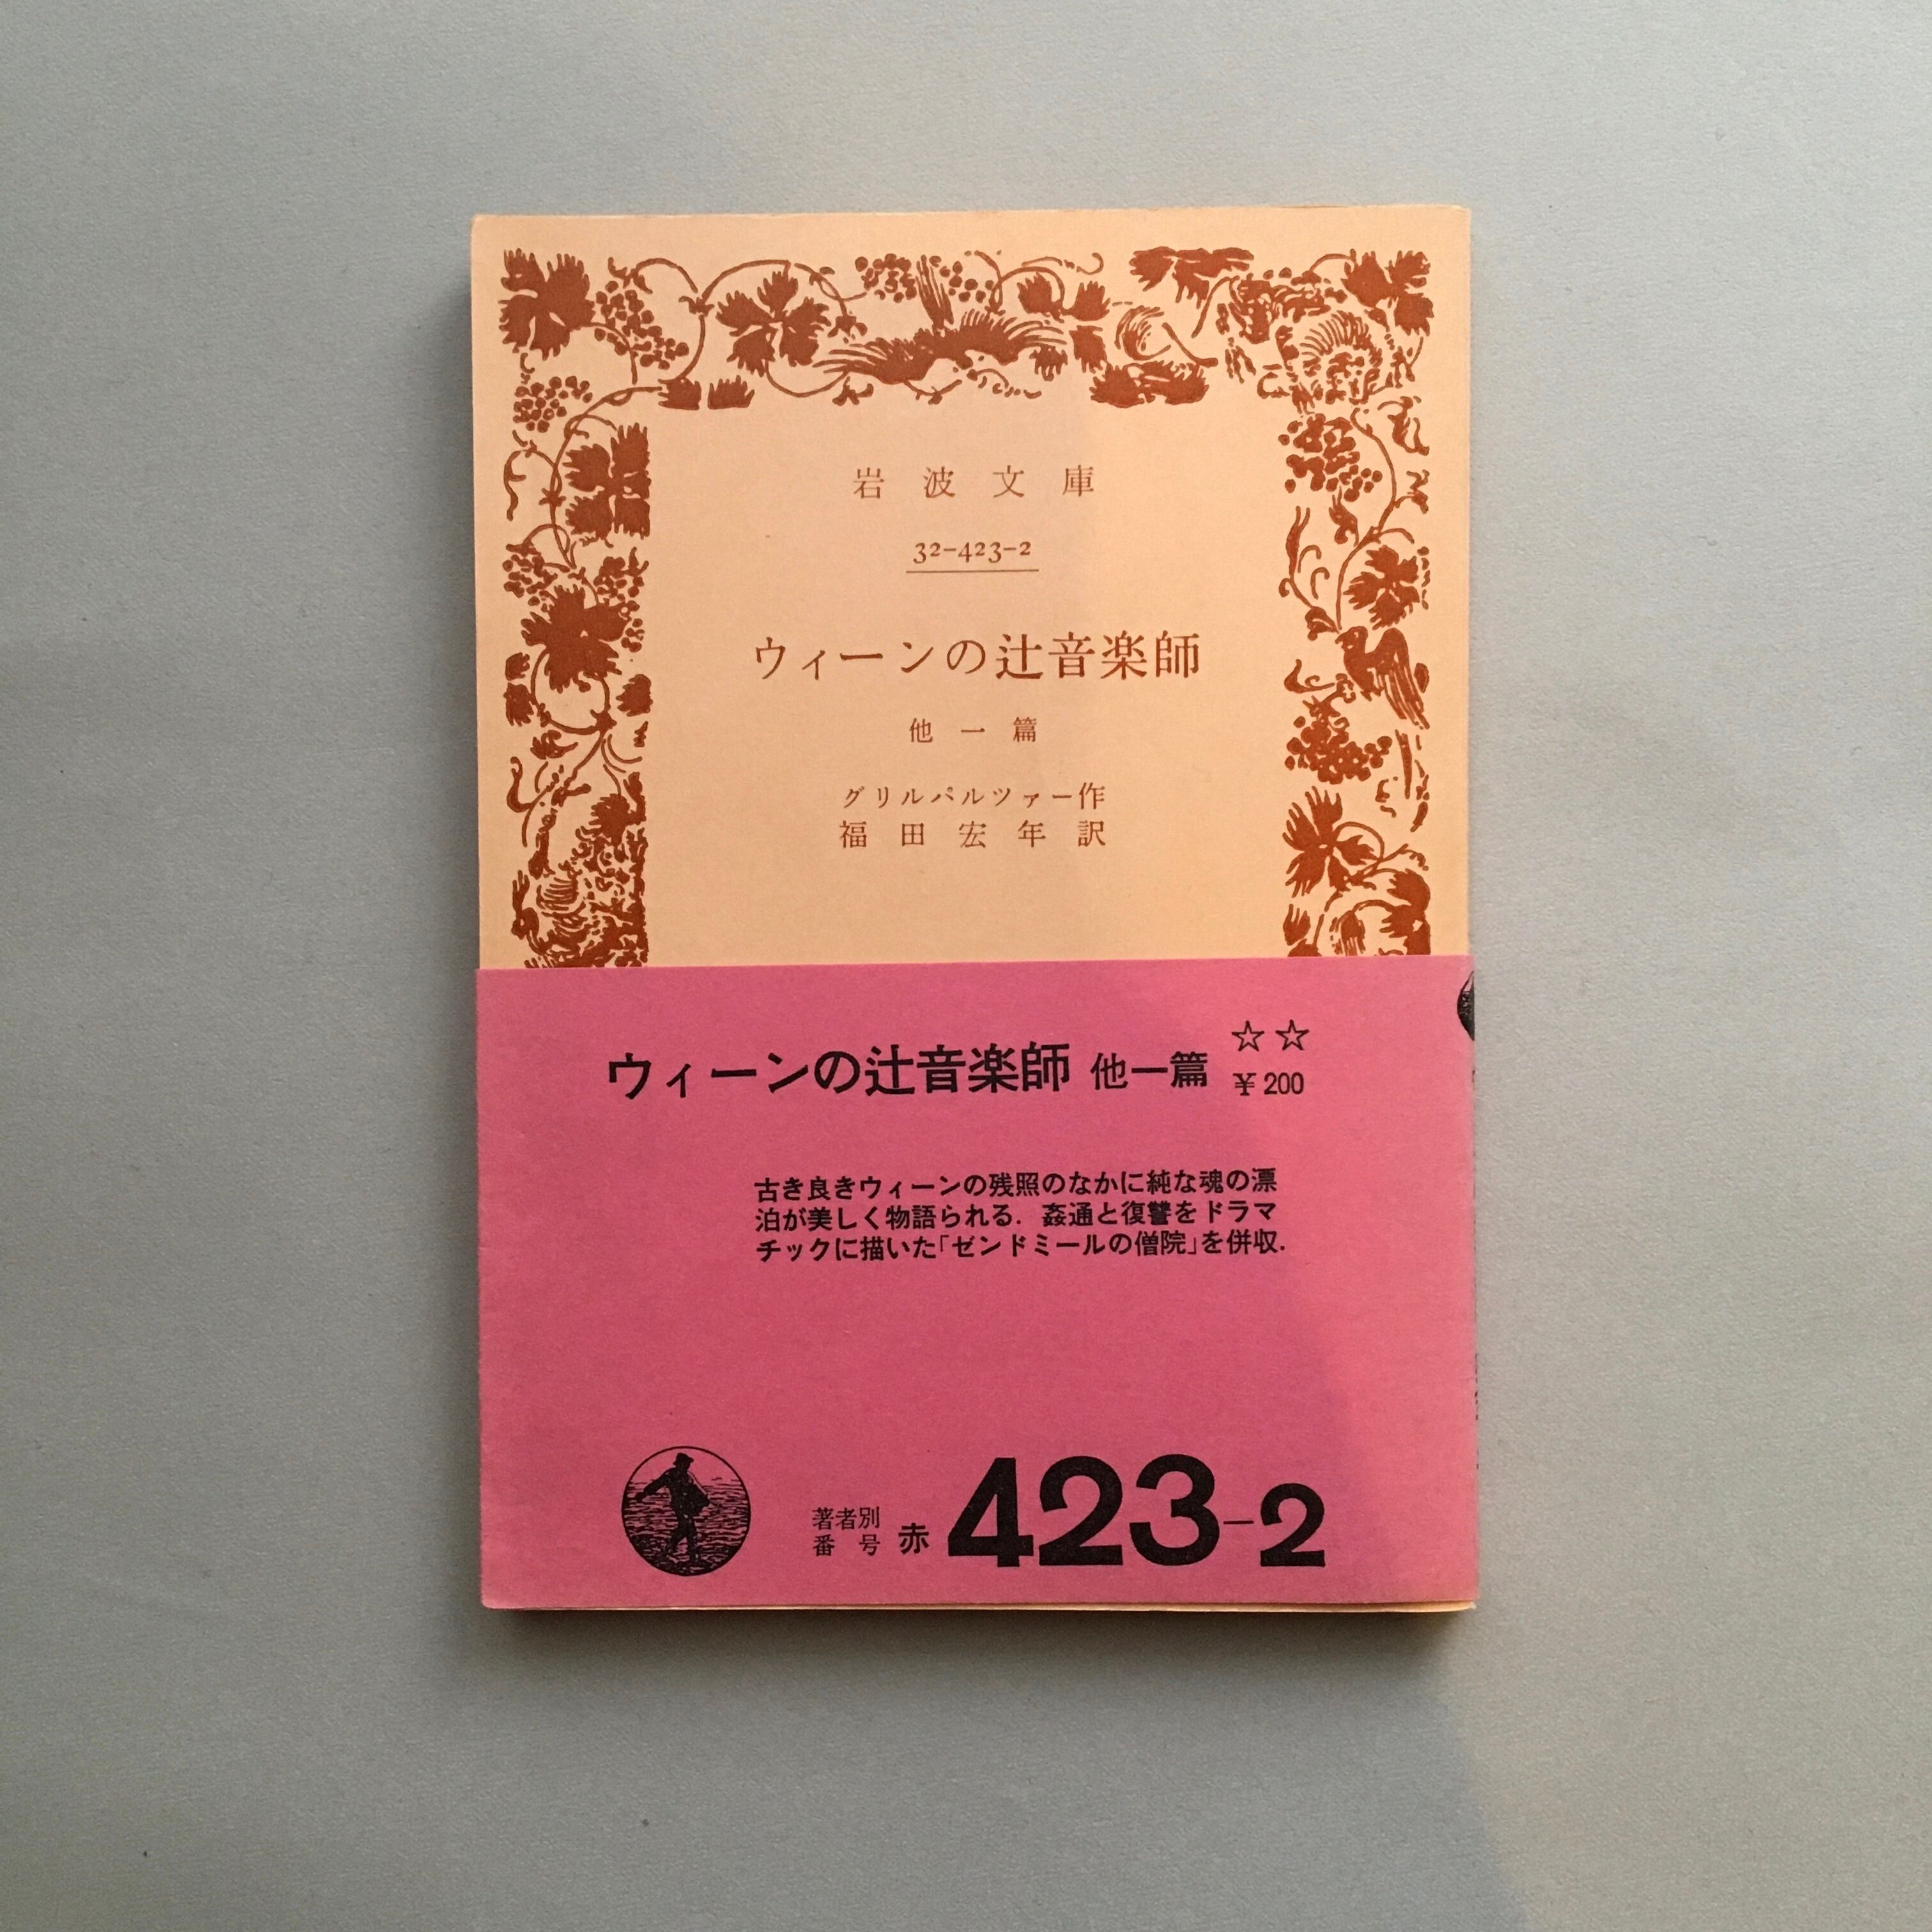 岩波文庫
32-423-2
ウィーンの辻音楽師
他一篇
グリルパルツァー作
福田宏年訳
ウィーンの辻音楽師 他一篇 ☆☆
¥200
古き良きウィーンの残照のなかに純な魂の漂
泊が美しく物語られる．姦通と復讐をドラマ
チックに描いた「ゼンドミールの僧院」を併収．
著者別
番号 赤 423-2